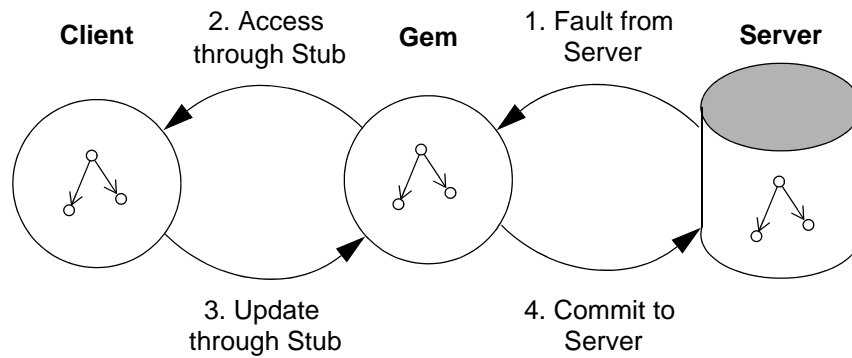 Client
2. Access
through Stub
Gem
1. Fault from
Server
Server
3. Update
through Stub
4. Commit to
Server